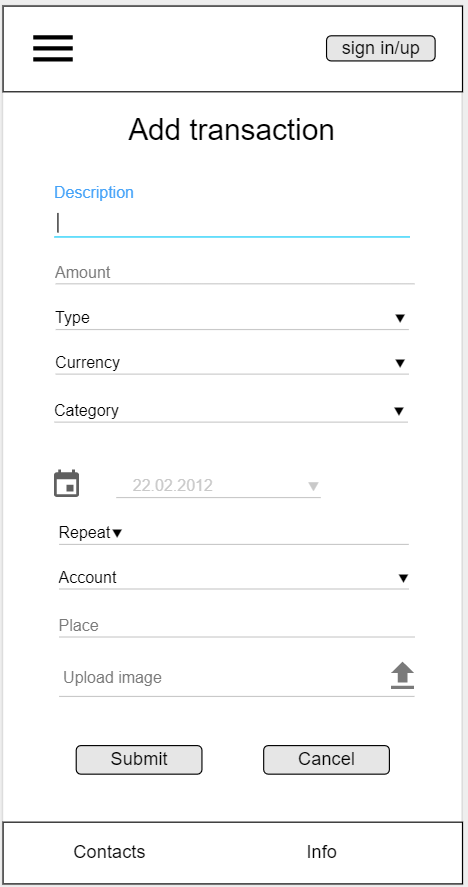 sign in/up
Add transaction
Description
Amount
Type
Currency
Category
22.02.2012
Repeat
Account
Place
Upload image
Submit Cancel
Contacts Info